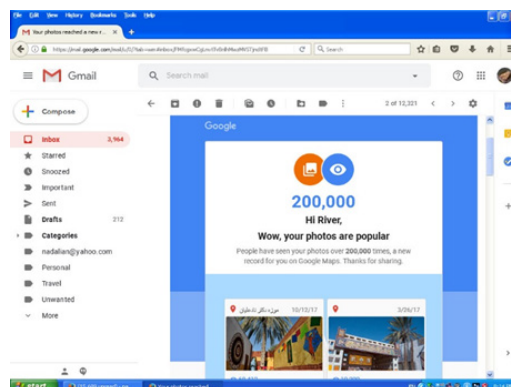 File Edit View History Bookmarks Tools Help
Your photos reached a new r...
Search
Gmail
Search mail
Compose
2 of 12,321
Inbox 3,964
Starred
Snoozed
Important
Sent
Drafts 212
Categories
nadalian@yahoo.com
Personal
Travel
Unwanted
More
Google
200,000
Hi River,
Wow, your photos are popular
People have seen your photos over 200,000 times, a new
record for you on Google Maps. Thanks for sharing.
10/12/17
3/26/17
start